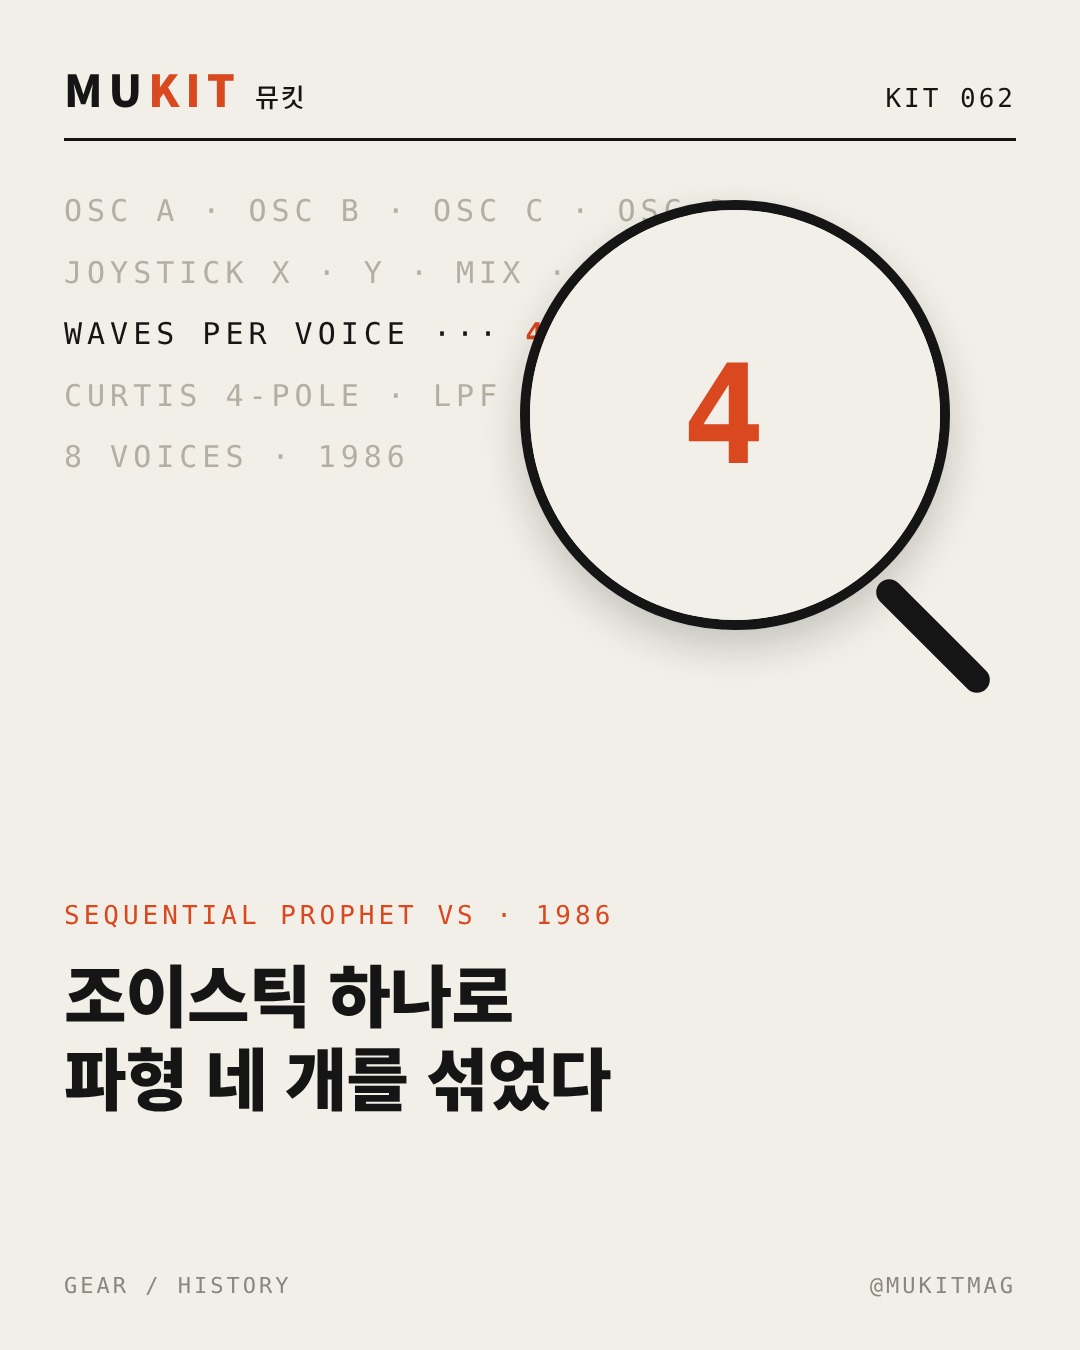 MUKIT 뮤킷
KIT 062
OSC A · OSC B · OSC C · OSC
JOYSTICK X · Y · MIX ·
WAVES PER VOICE ··· 4
CURTIS 4-POLE · LPF
8 VOICES · 1986
4
SEQUENTIAL PROPHET VS · 1986
조이스틱 하나로
파형 네 개를 섞었다
GEAR / HISTORY
@MUKITMAG